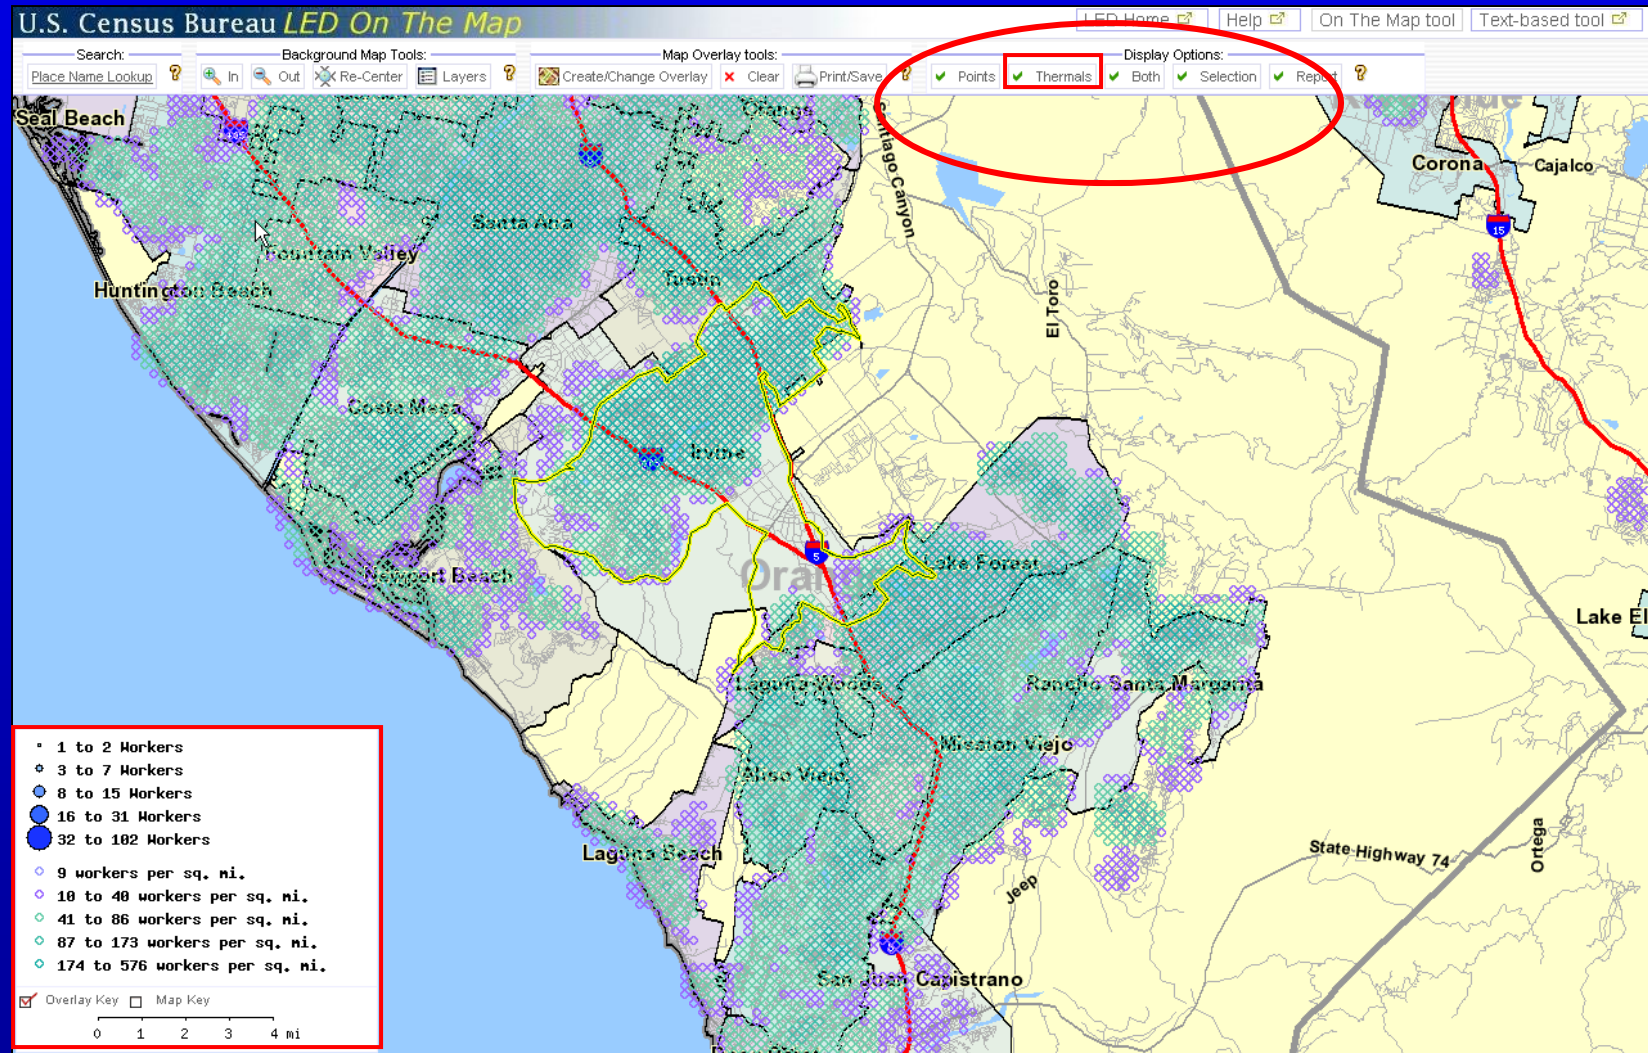 U.S. Census Bureau LED On The Map
LED Home Help On The Map tool Text-based tool
Search: Background Map Tools: Map Overlay tools: Display Options:
Place Name Lookup ? In Out Re-Center Layers ? Create/Change Overlay Clear Print/Save ? Points Thermals Both Selection Report ?
Seal Beach
Orange
Santiago Canyon
Corona
Cajalco
405
15
Santa Ana
Fountain Valley
Tustin
Huntington Beach
El Toro
Costa Mesa
Irvine
5
Lake Forest
Newport Beach
Orang
Lake El
Laguna Woods
Rancho Santa Margarita
Mission Viejo
Aliso Viejo
Laguna Beach
State Highway 74
Ortega
Jeep
San Juan Capistrano
1 to 2 Workers
3 to 7 Workers
8 to 15 Workers
16 to 31 Workers
32 to 102 Workers
9 workers per sq. mi.
10 to 40 workers per sq. mi.
41 to 86 workers per sq. mi.
87 to 173 workers per sq. mi.
174 to 576 workers per sq. mi.
Overlay Key Map Key
0 1 2 3 4 mi